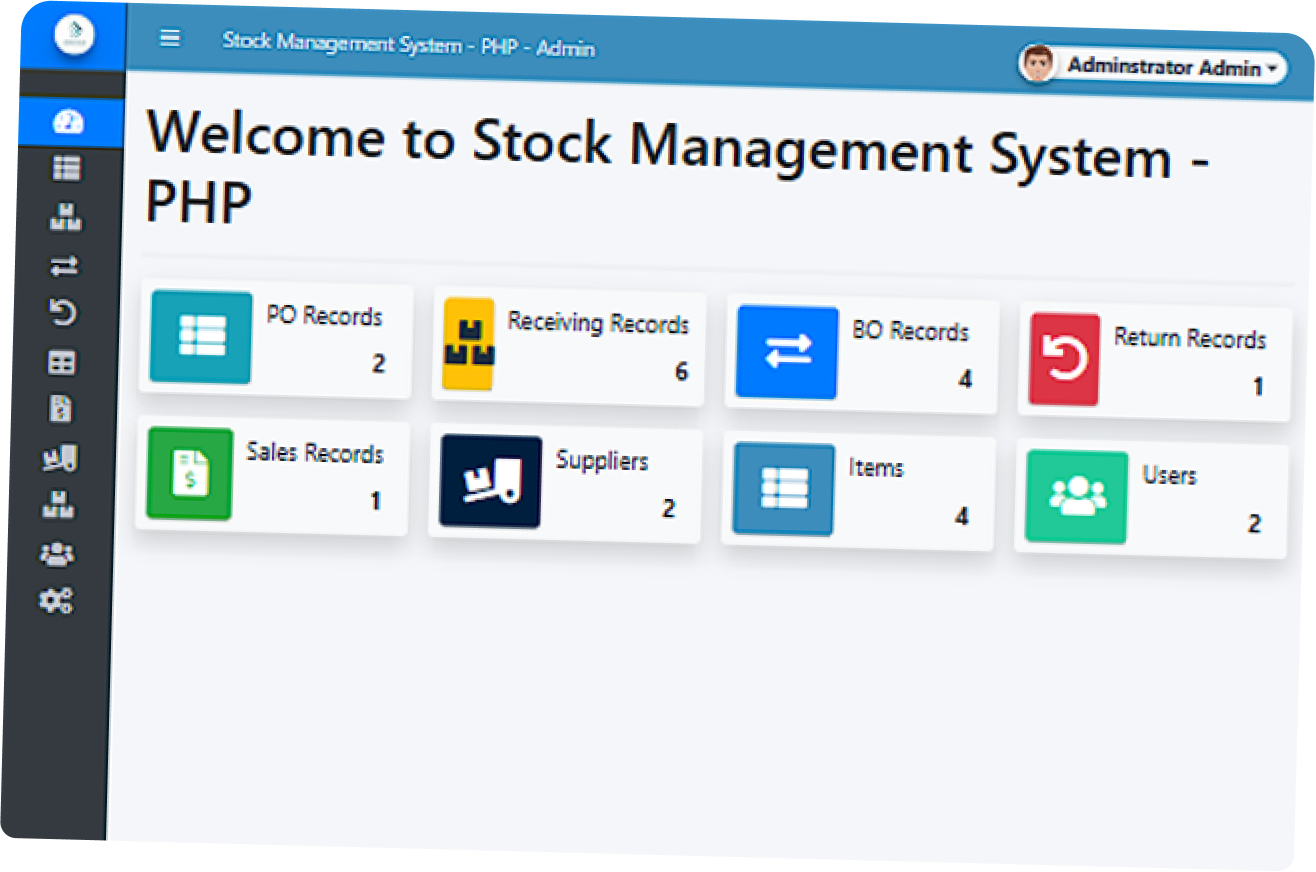 Stock Management System - PHP - Admin
Adminstrator Admin
Welcome to Stock Management System -
PHP
PO Records
2
Receiving Records
6
BO Records
4
Return Records
1
Sales Records
1
Suppliers
2
Items
4
Users
2